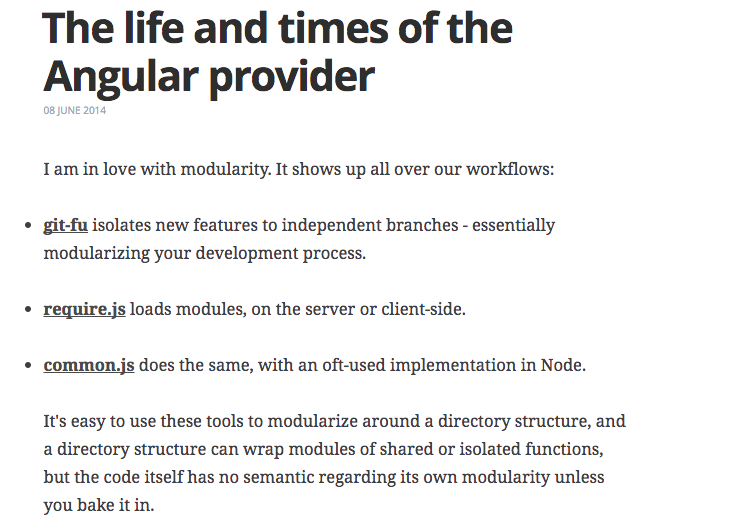 The life and times of the
Angular provider
08 JUNE 2014
I am in love with modularity. It shows up all over our workflows:
• git-fu isolates new features to independent branches - essentially
modularizing your development process.
• require.js loads modules, on the server or client-side.
• common.js does the same, with an oft-used implementation in Node.
It's easy to use these tools to modularize around a directory structure, and
a directory structure can wrap modules of shared or isolated functions,
but the code itself has no semantic regarding its own modularity unless
you bake it in.